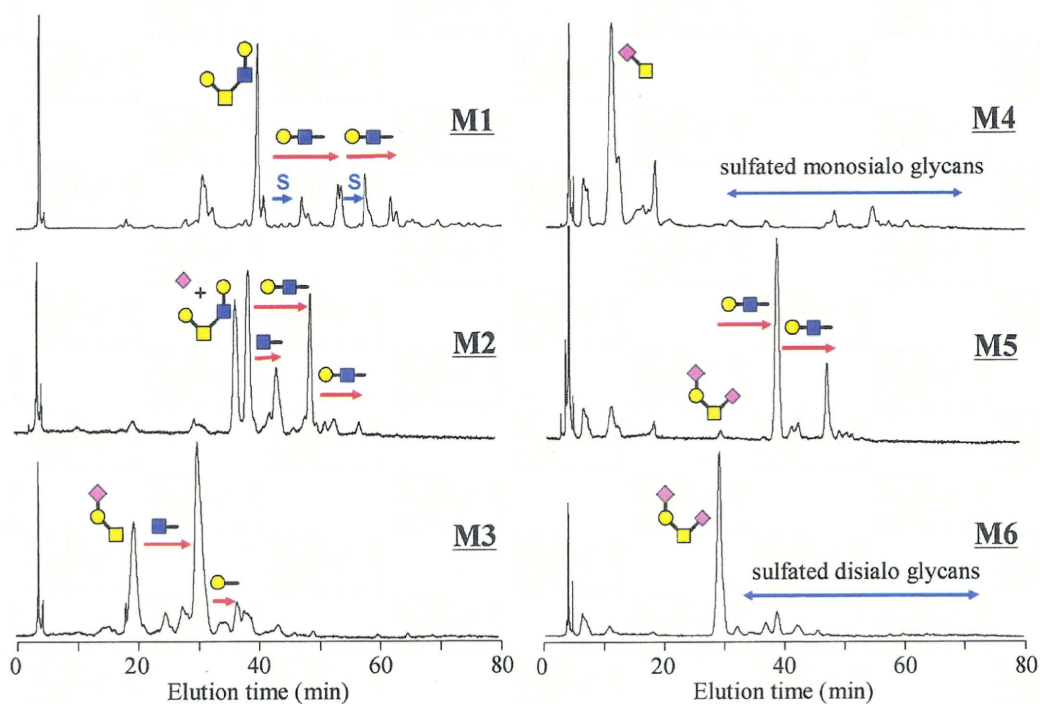 M1
S
S
M2
+
M3
0
20
40
60
80
Elution time (min)
M4
sulfated monosialo glycans
M5
M6
sulfated disialo glycans
0
20
40
60
80
Elution time (min)